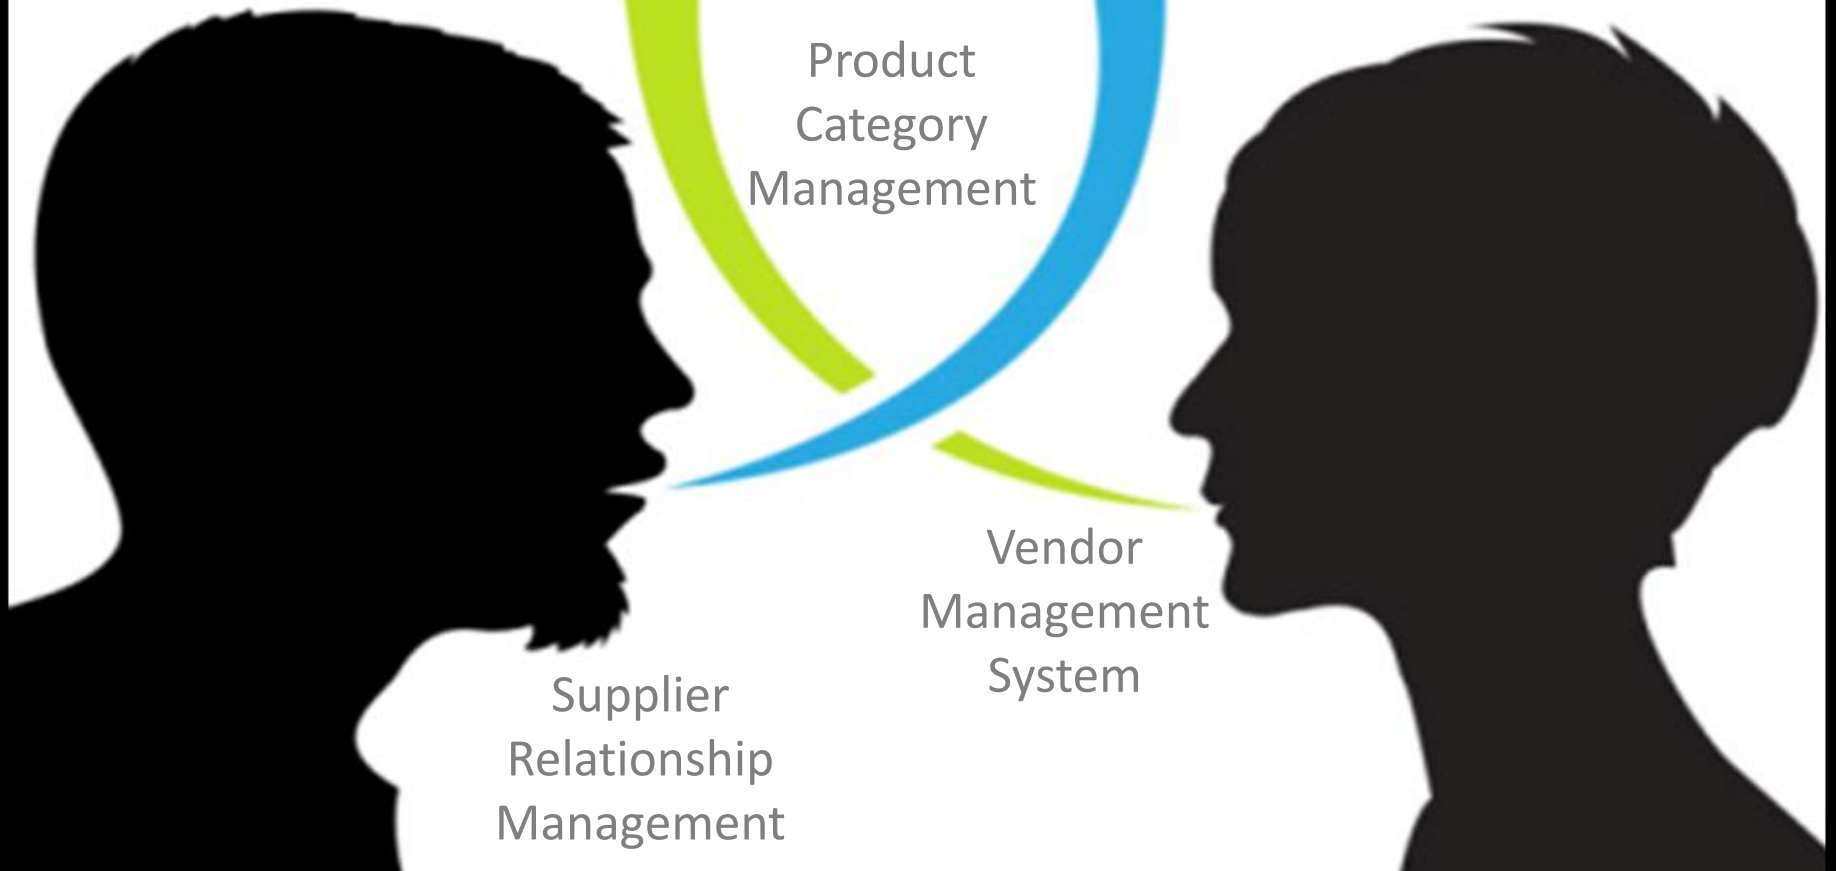 Product
Category
Management
Vendor
Management
System
Supplier
Relationship
Management